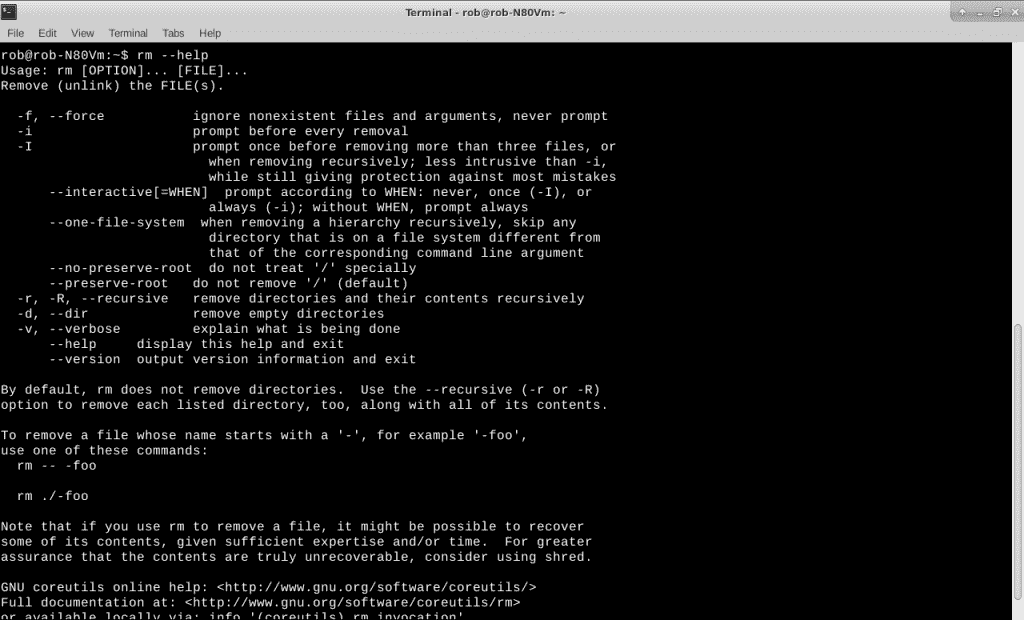 Terminal - rob@rob-N80Vm: ~
File Edit View Terminal Tabs Help
rob@rob-N80Vm:~$ rm --help
Usage: rm [OPTION]... [FILE]...
Remove (unlink) the FILE(s).
-f, --force ignore nonexistent files and arguments, never prompt
-i prompt before every removal
-I prompt once before removing more than three files, or
when removing recursively; less intrusive than -i,
while still giving protection against most mistakes
--interactive[=WHEN] prompt according to WHEN: never, once (-I), or
always (-i); without WHEN, prompt always
--one-file-system when removing a hierarchy recursively, skip any
directory that is on a file system different from
that of the corresponding command line argument
--no-preserve-root do not treat '/' specially
--preserve-root do not remove '/' (default)
-r, -R, --recursive remove directories and their contents recursively
-d, --dir remove empty directories
-v, --verbose explain what is being done
--help display this help and exit
--version output version information and exit
By default, rm does not remove directories. Use the --recursive (-r or -R)
option to remove each listed directory, too, along with all of its contents.
To remove a file whose name starts with a '-', for example '-foo',
use one of these commands:
rm -- -foo
rm ./-foo
Note that if you use rm to remove a file, it might be possible to recover
some of its contents, given sufficient expertise and/or time. For greater
assurance that the contents are truly unrecoverable, consider using shred.
GNU coreutils online help: <http://www.gnu.org/software/coreutils/>
Full documentation at: <http://www.gnu.org/software/coreutils/rm>
or available locally via: info '(coreutils) rm invocation'